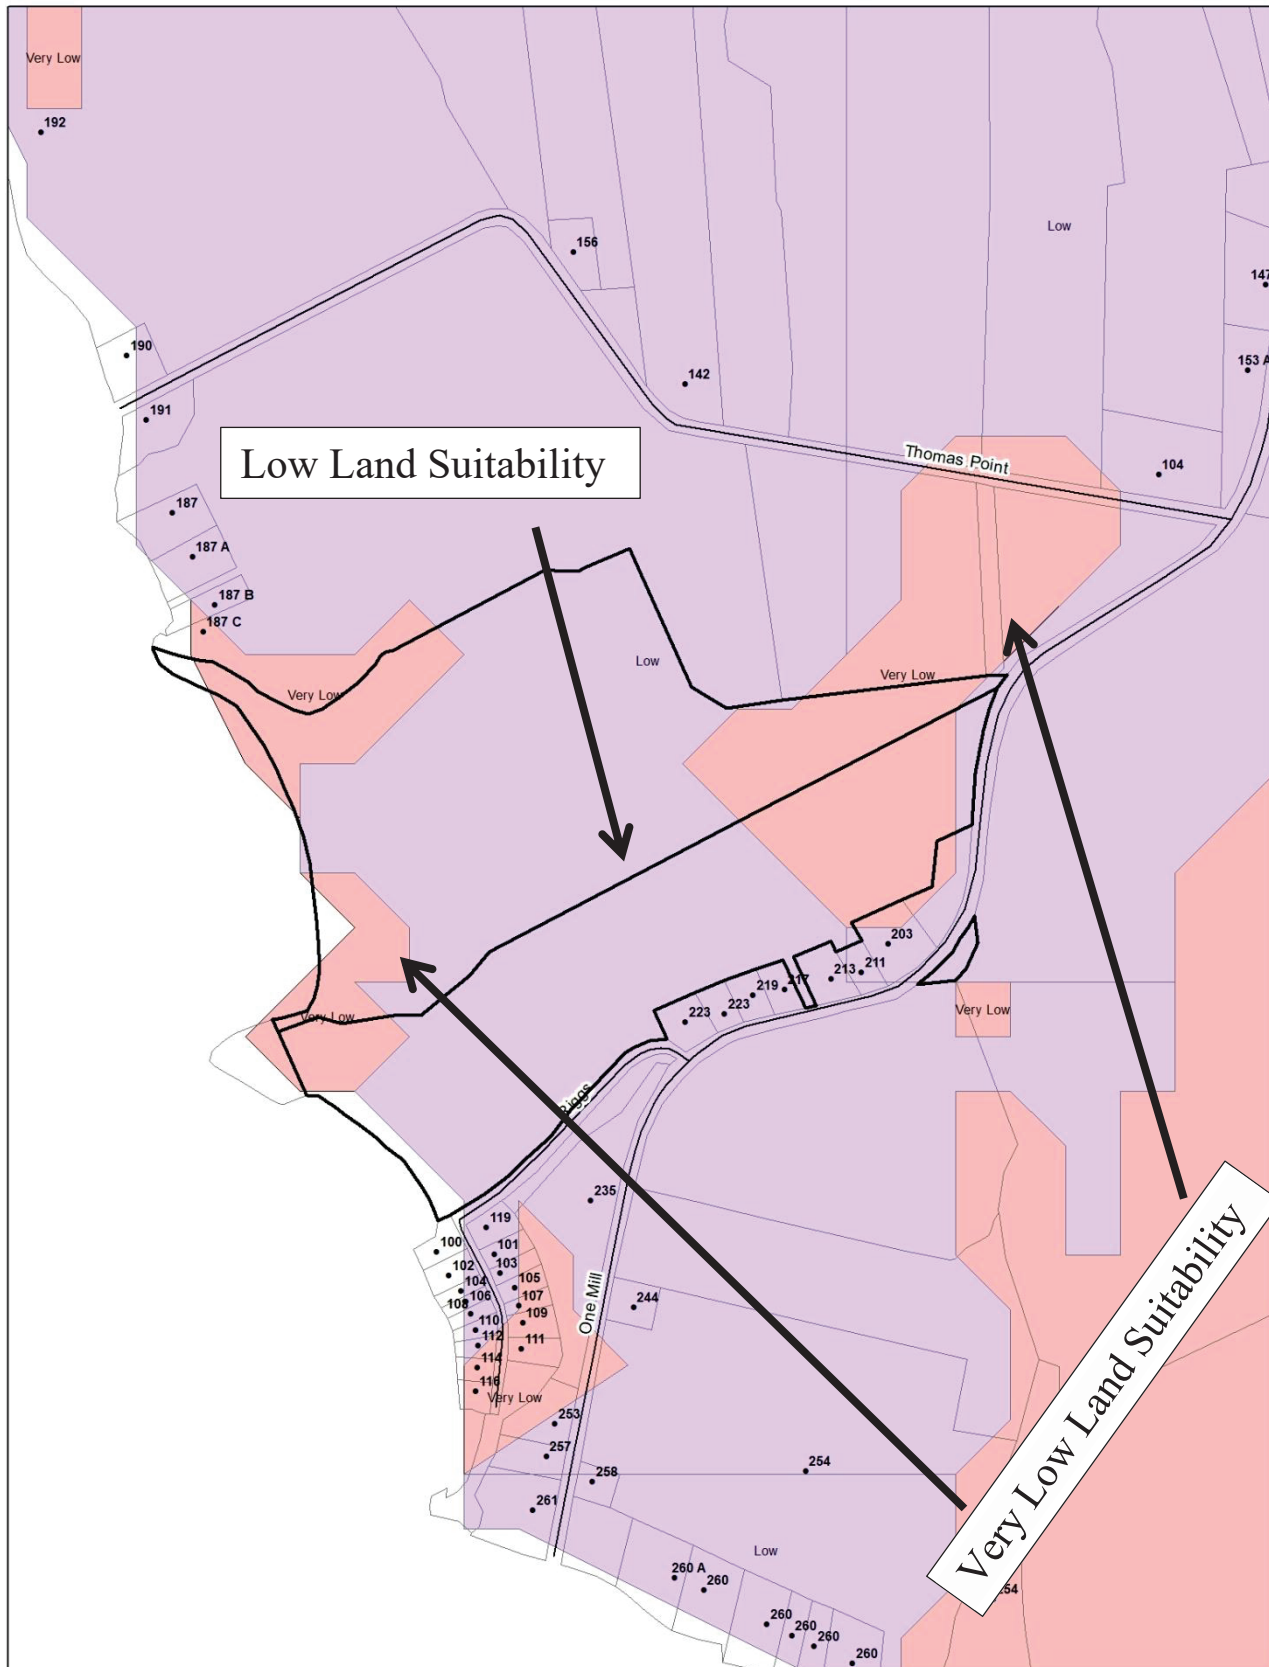 Very Low
192
156
Low
147
190
142
153 A
191
Thomas Point
104
Low Land Suitability
187
187 A
187 B
187 C
Low
Very Low
Very Low
203
211
213
217
219
223
223
Very Low
Very Low
Riggs
235
119
100
101
102
103
104
105
106
107
108
109
110
111
112
114
116
One Mill
244
Very Low Land Suitability
Very Low
253
257
254
258
261
Low
260 A
260
254
260
260
260
260